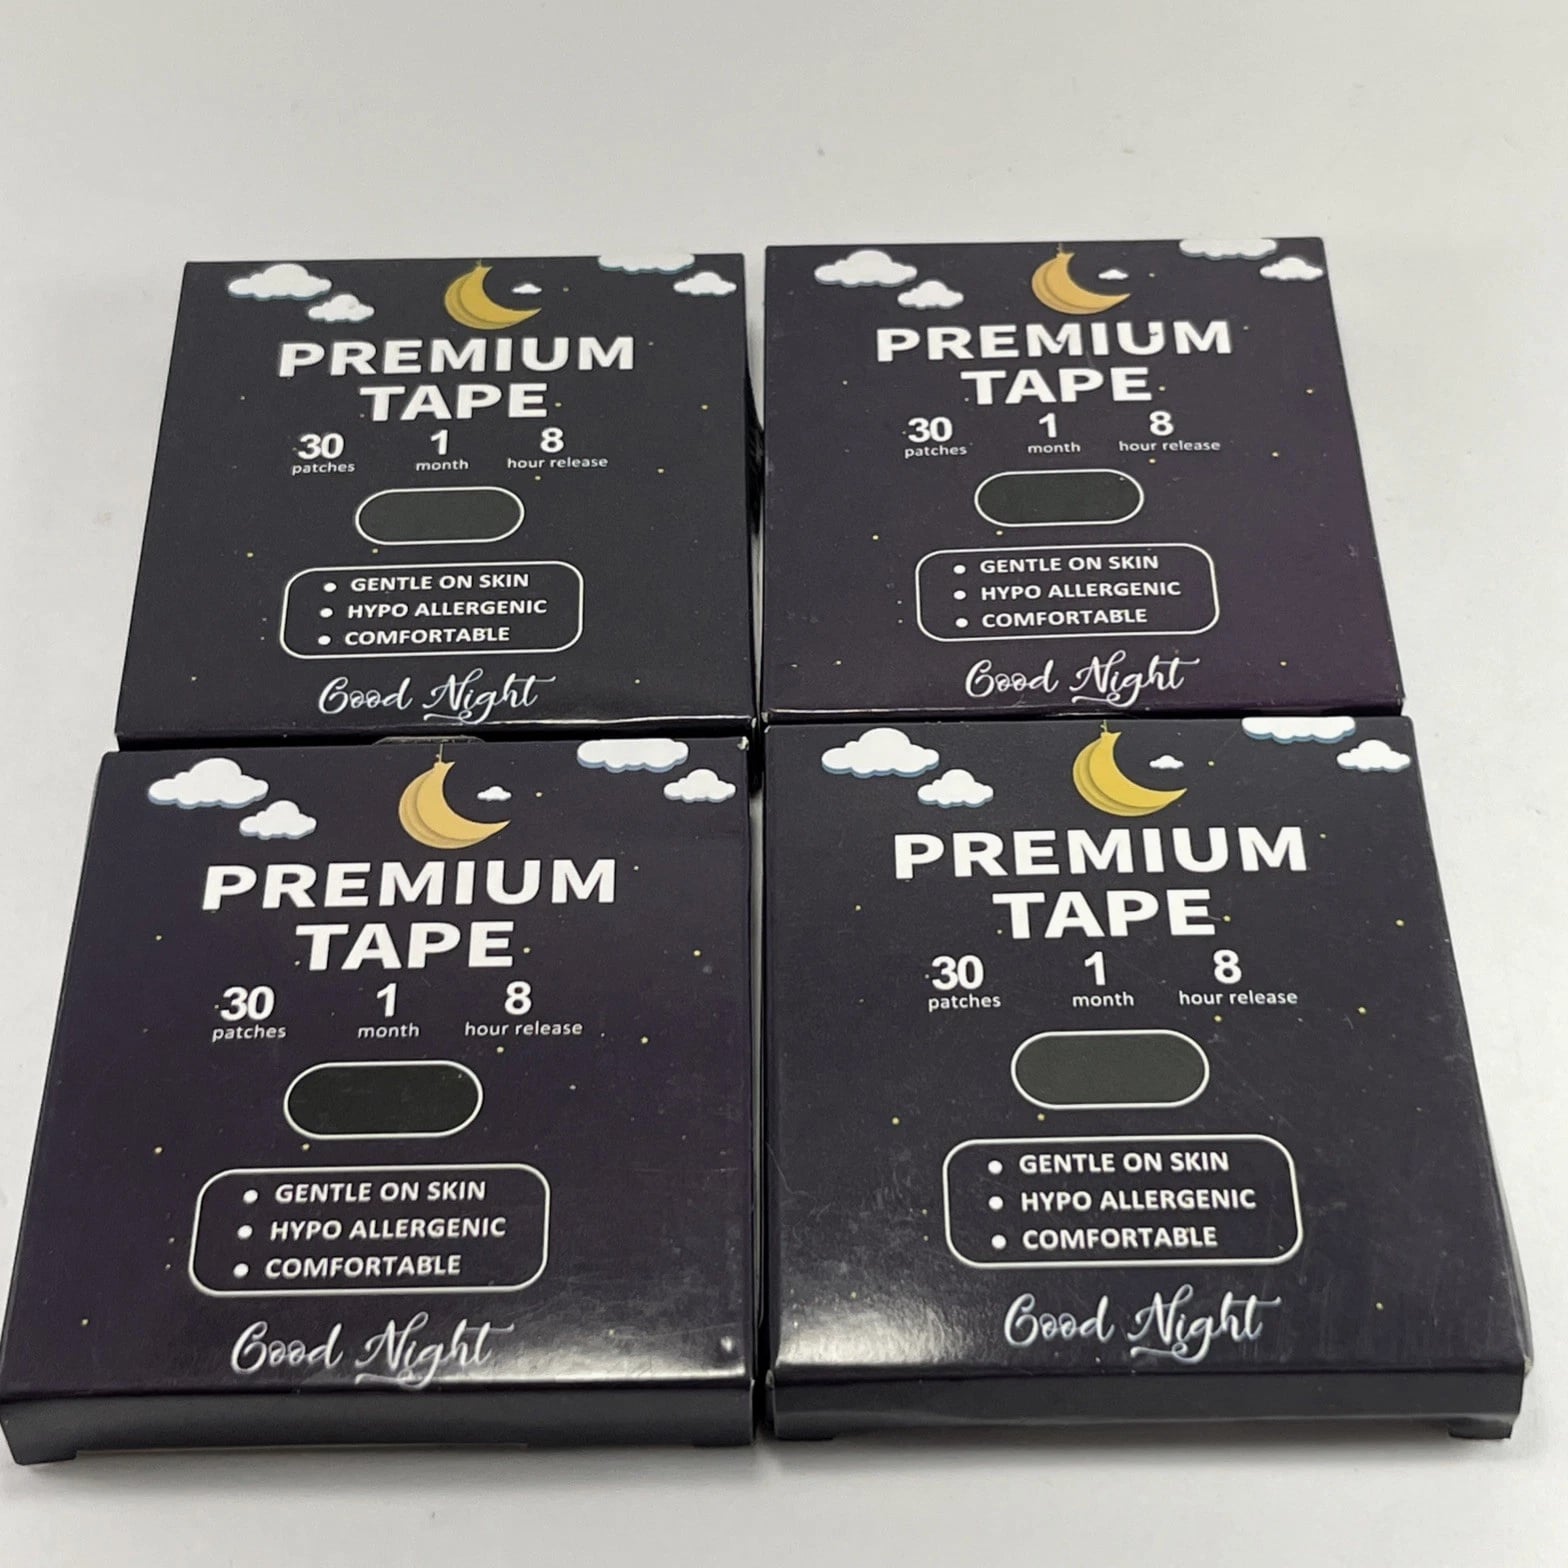 PREMIUM
TAPE
30 1 8
patches month hour release
GENTLE ON SKIN
HYPO ALLERGENIC
COMFORTABLE
Good Night
PREMIUM
TAPE
30 1 8
patches month hour release
GENTLE ON SKIN
HYPO ALLERGENIC
COMFORTABLE
Good Night
PREMIUM
TAPE
30 1 8
patches month hour release
GENTLE ON SKIN
HYPO ALLERGENIC
COMFORTABLE
Good Night
PREMIUM
TAPE
30 1 8
patches month hour release
GENTLE ON SKIN
HYPO ALLERGENIC
COMFORTABLE
Good Night